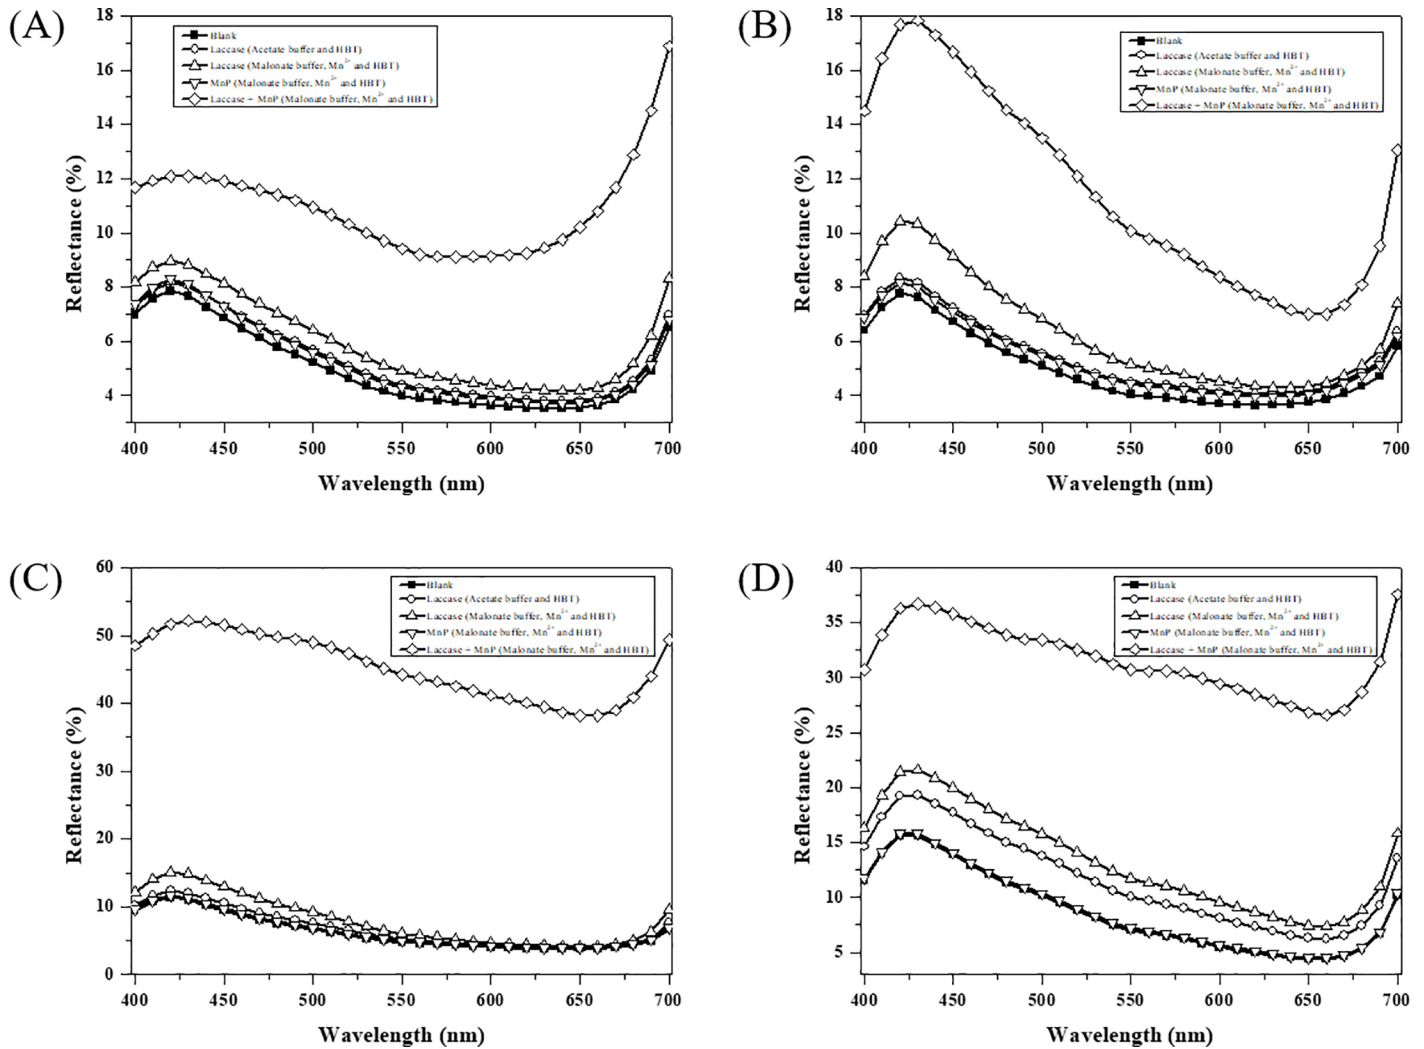 (A)
Reflectance (%)
18
16
14
12
10
8
6
4
Blank
Laccase (Acetate buffer and HBT)
Laccase (Malonate buffer, Mn²⁺ and HBT)
MnP (Malonate buffer, Mn²⁺ and HBT)
Laccase + MnP (Malonate buffer, Mn²⁺ and HBT)
400 450 500 550 600 650 700
Wavelength (nm)
(B)
Reflectance (%)
18
16
14
12
10
8
6
4
Blank
Laccase (Acetate buffer and HBT)
Laccase (Malonate buffer, Mn²⁺ and HBT)
MnP (Malonate buffer, Mn²⁺ and HBT)
Laccase + MnP (Malonate buffer, Mn²⁺ and HBT)
400 450 500 550 600 650 700
Wavelength (nm)
(C)
Reflectance (%)
60
50
40
30
20
10
0
Blank
Laccase (Acetate buffer and HBT)
Laccase (Malonate buffer, Mn²⁺ and HBT)
MnP (Malonate buffer, Mn²⁺ and HBT)
Laccase + MnP (Malonate buffer, Mn²⁺ and HBT)
400 450 500 550 600 650 700
Wavelength (nm)
(D)
Reflectance (%)
40
35
30
25
20
15
10
5
Blank
Laccase (Acetate buffer and HBT)
Laccase (Malonate buffer, Mn²⁺ and HBT)
MnP (Malonate buffer, Mn²⁺ and HBT)
Laccase + MnP (Malonate buffer, Mn²⁺ and HBT)
400 450 500 550 600 650 700
Wavelength (nm)